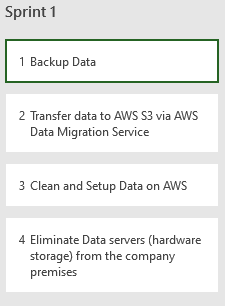 Sprint 1
1 Backup Data
2 Transfer data to AWS S3 via AWS
Data Migration Service
3 Clean and Setup Data on AWS
4 Eliminate Data servers (hardware
storage) from the company
premises